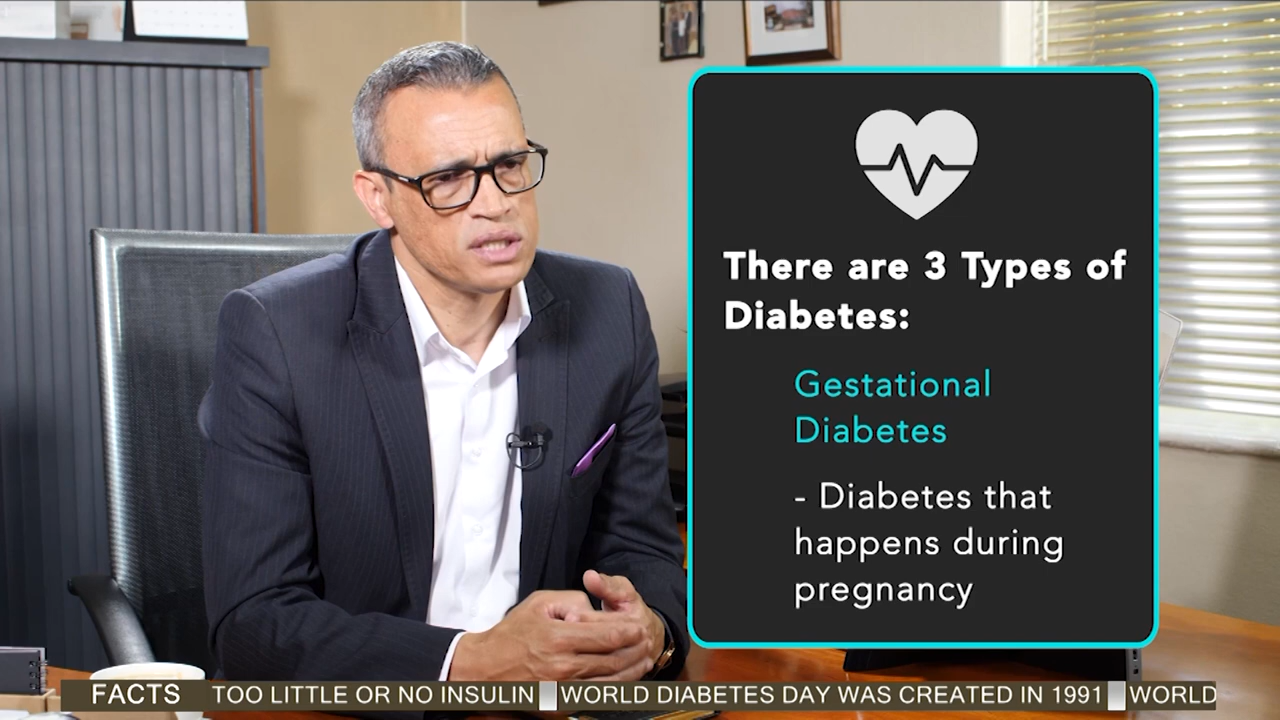 There are 3 Types of
Diabetes:
Gestational
Diabetes
- Diabetes that
happens during
pregnancy
FACTS TOO LITTLE OR NO INSULIN WORLD DIABETES DAY WAS CREATED IN 1991 WORLD